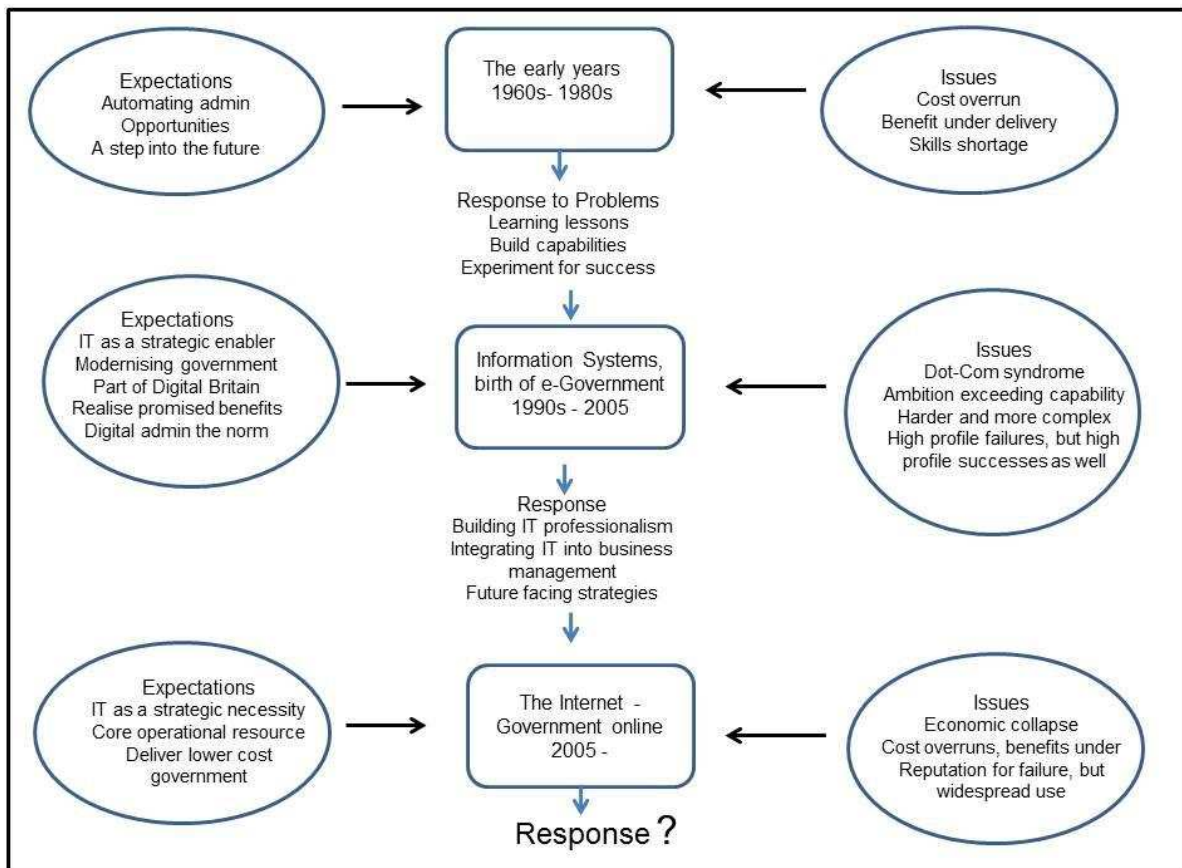 Expectations
Automating admin
Opportunities
A step into the future
The early years
1960s- 1980s
Issues
Cost overrun
Benefit under delivery
Skills shortage
Response to Problems
Learning lessons
Build capabilities
Experiment for success
Expectations
IT as a strategic enabler
Modernising government
Part of Digital Britain
Realise promised benefits
Digital admin the norm
Information Systems,
birth of e-Government
1990s - 2005
Issues
Dot-Com syndrome
Ambition exceeding capability
Harder and more complex
High profile failures, but high
profile successes as well
Response
Building IT professionalism
Integrating IT into business
management
Future facing strategies
Expectations
IT as a strategic necessity
Core operational resource
Deliver lower cost
government
The Internet -
Government online
2005 -
Issues
Economic collapse
Cost overruns, benefits under
Reputation for failure, but
widespread use
Response ?